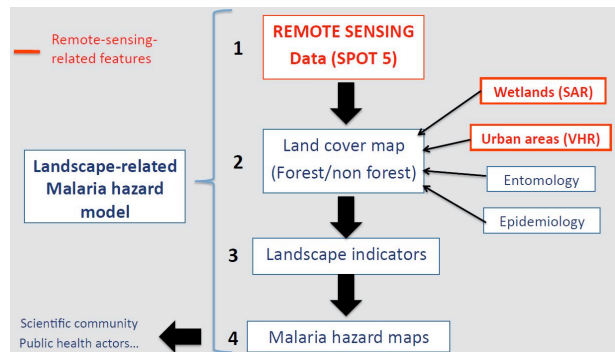 Remote-sensing-
related features
1
REMOTE SENSING
Data (SPOT 5)
Wetlands (SAR)
Urban areas (VHR)
Landscape-related
Malaria hazard
model
2
Land cover map
(Forest/non forest)
Entomology
Epidemiology
3
Landscape indicators
4
Malaria hazard maps
Scientific community
Public health actors...